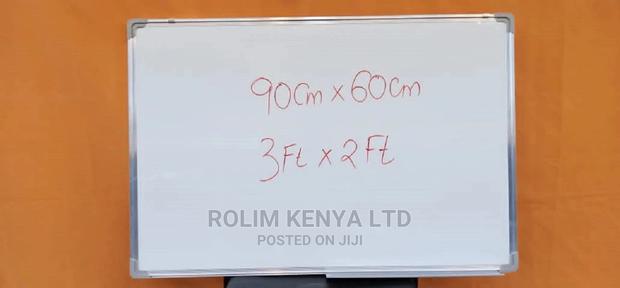 90cm x 60cm
3Ft x 2Ft
ROLIM KENYA LTD
POSTED ON JIJI